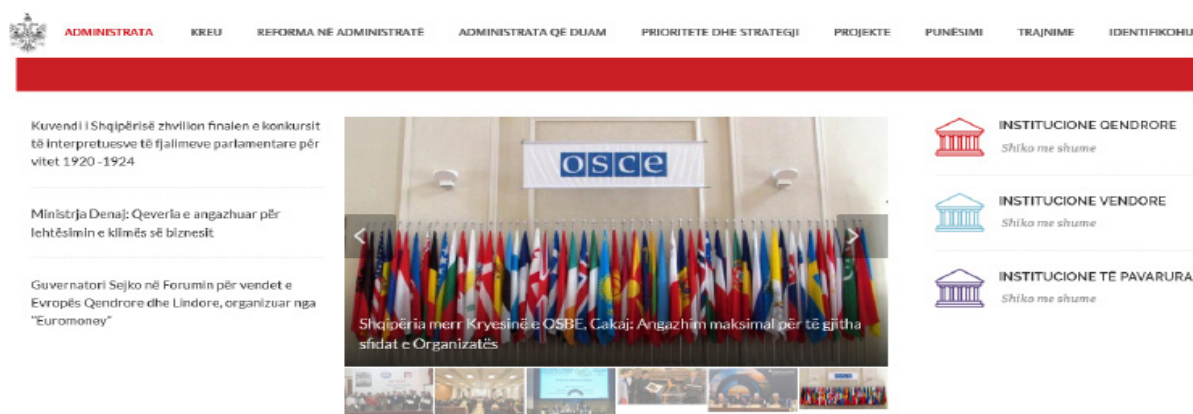 ADMINISTRATA
KREU
REFORMA NË ADMINISTRATË
ADMINISTRATA QË DUAM
PRIORITETE DHE STRATEGJI
PROJEKTE
PUNËSIMI
TRAJNIME
IDENTIFIKOHU
Kuvendi i Shqipërisë zhvillon finalen e konkursit
të interpretuesve të fjalimeve parlamentare për
vitet 1920 -1924
Ministrja Denaj: Qeveria e angazhuar për
lehtësimin e klimës së biznesit
Guvernatori Sejko në Forumin për vendet e
Evropës Qendrore dhe Lindore, organizuar nga
"Euromoney"
osce
Shqipëria merr Kryesinë e OSBE, Cakaj: Angazhim maksimal për të gjitha
sfidat e Organizatës
INSTITUCIONE QENDRORE
Shiko me shume
INSTITUCIONE VENDORE
Shiko me shume
INSTITUCIONE TË PAVARURA
Shiko me shume